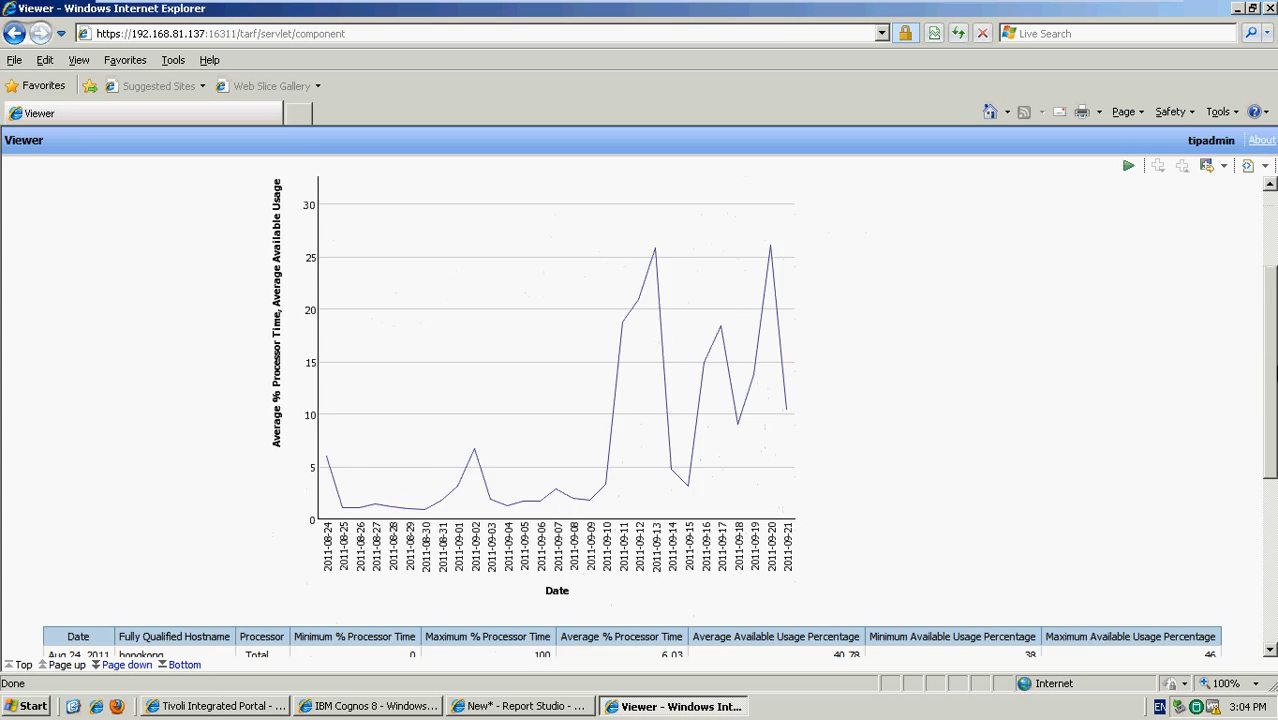 Viewer - Windows Internet Explorer
https://192.168.81.137:16311/tarf/servlet/component
Live Search
File Edit View Favorites Tools Help
Favorites Suggested Sites Web Slice Gallery
Viewer
Page Safety Tools
Viewer
tipadmin About
Average % Processor Time, Average Available Usage
30
25
20
15
10
5
0
2011-08-24
2011-08-25
2011-08-26
2011-08-27
2011-08-28
2011-08-29
2011-08-30
2011-08-31
2011-09-01
2011-09-02
2011-09-03
2011-09-04
2011-09-05
2011-09-06
2011-09-07
2011-09-08
2011-09-09
2011-09-10
2011-09-11
2011-09-12
2011-09-13
2011-09-14
2011-09-15
2011-09-16
2011-09-17
2011-09-18
2011-09-19
2011-09-20
2011-09-21
Date
Date Fully Qualified Hostname Processor Minimum % Processor Time Maximum % Processor Time Average % Processor Time Average Available Usage Percentage Minimum Available Usage Percentage Maximum Available Usage Percentage
Aug 24, 2011 hongkong Total 0 100 6.03 40.78 38 46
Top Page up Page down Bottom
Done Internet 100%
Start Tivoli Integrated Portal - ... IBM Cognos 8 - Windows... New* - Report Studio - ... Viewer - Windows Int... EN 3:04 PM